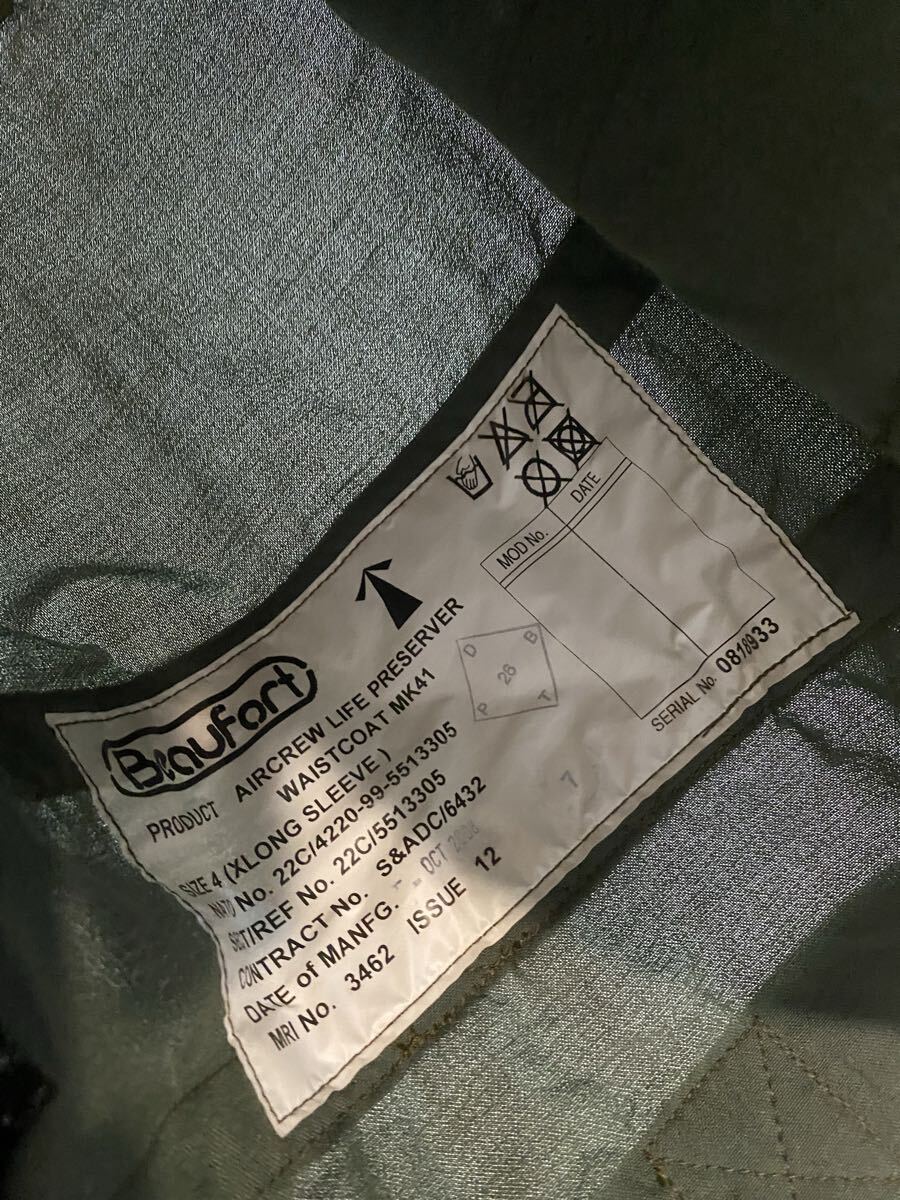 Beaufort
PRODUCT AIRCREW LIFE PRESERVER
WAISTCOAT MK41
SIZE 4 (XLONG SLEEVE )
NATO No. 22C/4220-99-5513305
SECT/REF No. 22C/5513305
CONTRACT No. S&ADC/6432
DATE of MANFG. - OCT
MRI No. 3462 ISSUE 12
D B
26
P T
7
MOD No. DATE
SERIAL No. 0818933